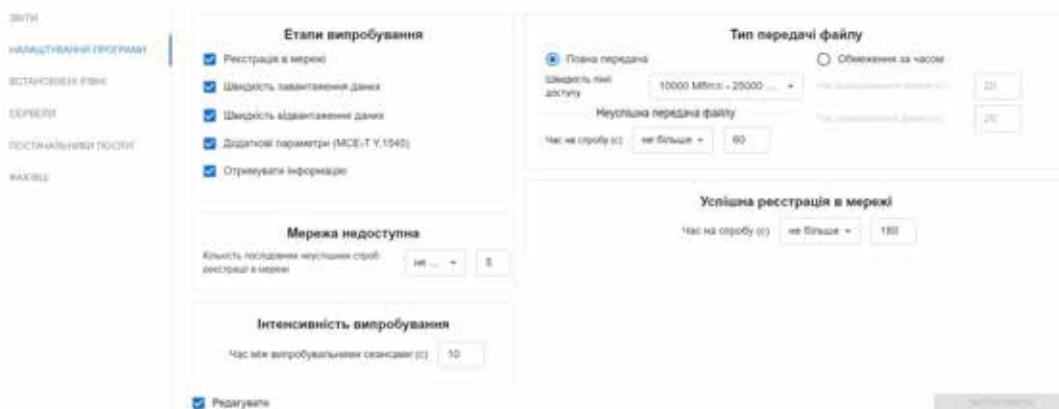 ЗВІТИ
НАЛАШТУВАННЯ ПРОГРАМИ
ВСТАНОВЛЕНІ РІВНІ
СЕРВЕРИ
ПОСТАЧАЛЬНИКИ ПОСЛУГ
ФАХІВЦІ
Етапи випробування
Реєстрація в мережі
Швидкість завантаження даних
Швидкість відвантаження даних
Додаткові параметри (МСЕ-Т Y.1540)
Отримувати інформацію
Мережа недоступна
Кількість послідовних неуспішних спроб
реєстрації в мережі
не ...
5
Інтенсивність випробування
Час між випробувальними сеансами (с)
10
Редагувати
Тип передачі файлу
Повна передача
Обмеження за часом
Швидкість лінії
доступу
10000 Мбіт/с - 25000 ...
20
Неуспішна передача файлу
20
Час на спробу (с)
не більше
60
Успішна реєстрація в мережі
Час на спробу (с)
не більше
180